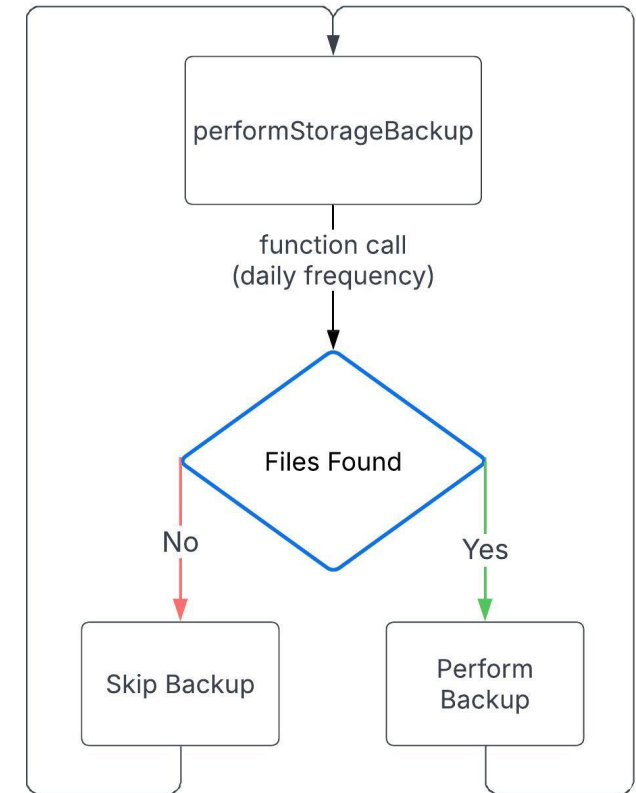 performStorageBackup
function call
(daily frequency)
Files Found
No
Yes
Skip Backup
Perform
Backup